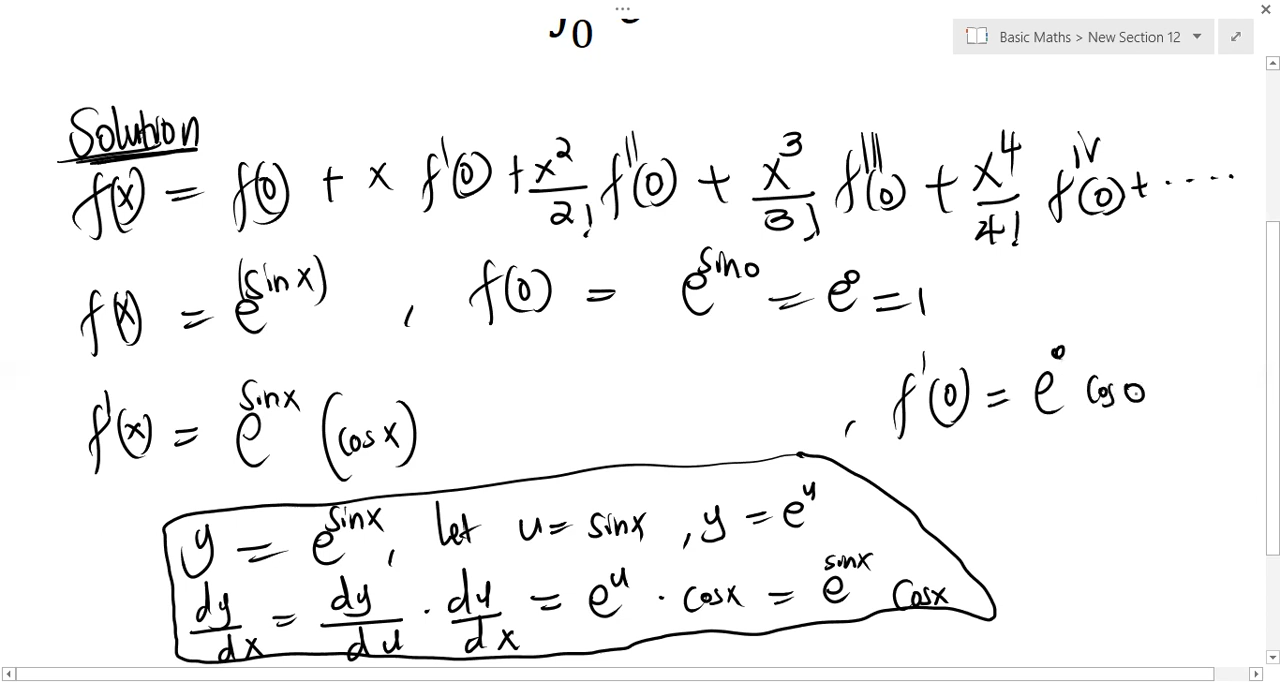 Basic Maths > New Section 12
Solution
f(x) = f(0) + x f'(0) + x²/2! f''(0) + x³/3! f'''(0) + x⁴/4! f^{IV}(0) + ....
f(x) = e^(sin x) , f(0) = e^{sin 0} = e⁰ = 1
f'(x) = e^{sin x} (cos x) , f'(0) = e⁰ cos 0
y = e^{sin x}, let u = sin x , y = e^u
dy/dx = dy/du · du/dx = e^u · cos x = e^{sin x} cos x